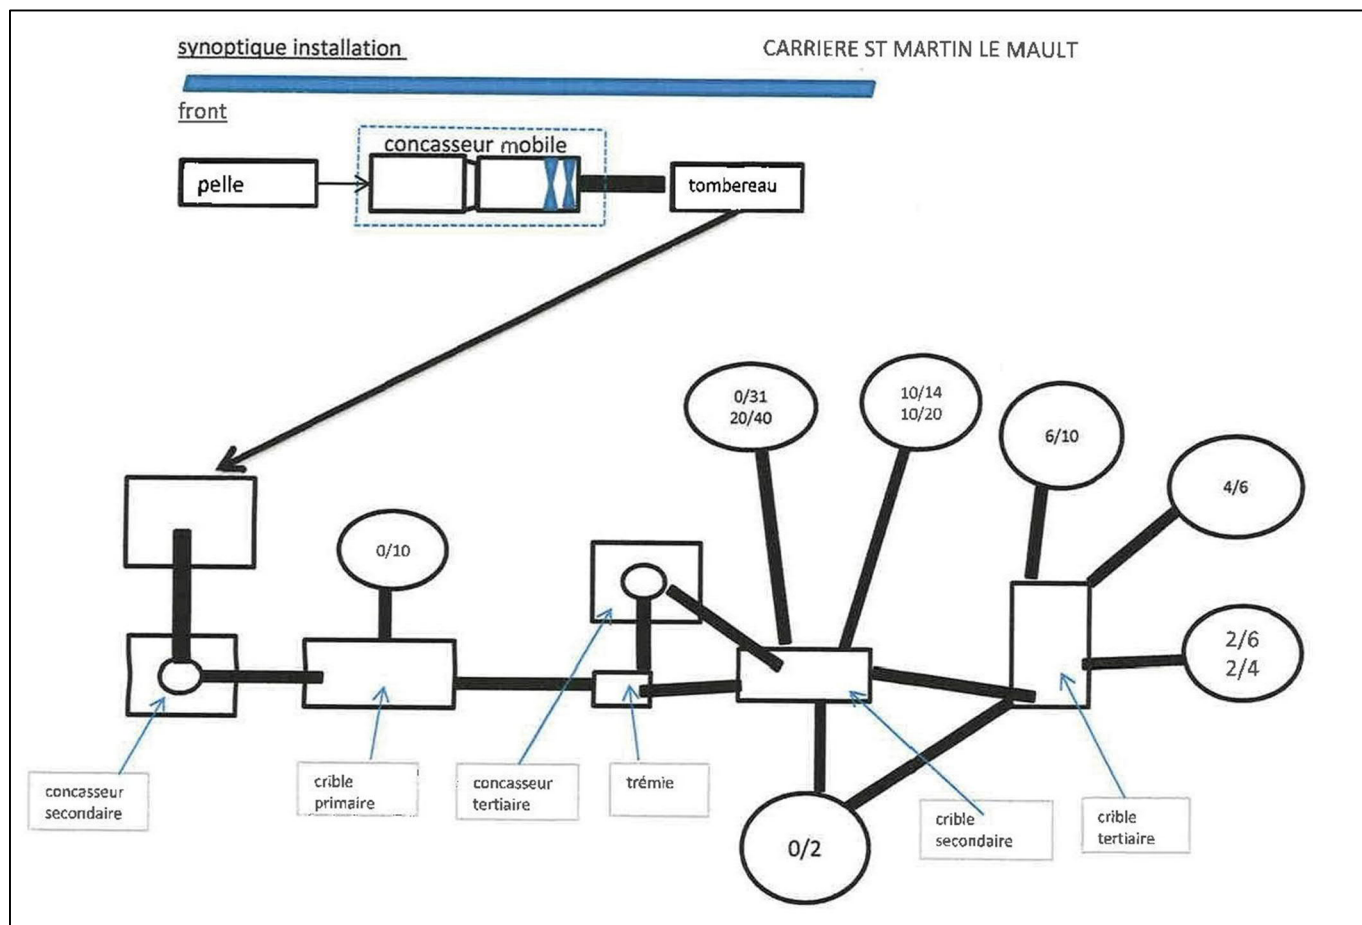 synoptique installation
CARRIERE ST MARTIN LE MAULT
front
concasseur mobile
pelle
tombereau
0/31
20/40
10/14
10/20
6/10
4/6
0/10
2/6
2/4
concasseur
secondaire
crible
primaire
concasseur
tertiaire
trémie
0/2
crible
secondaire
crible
tertiaire